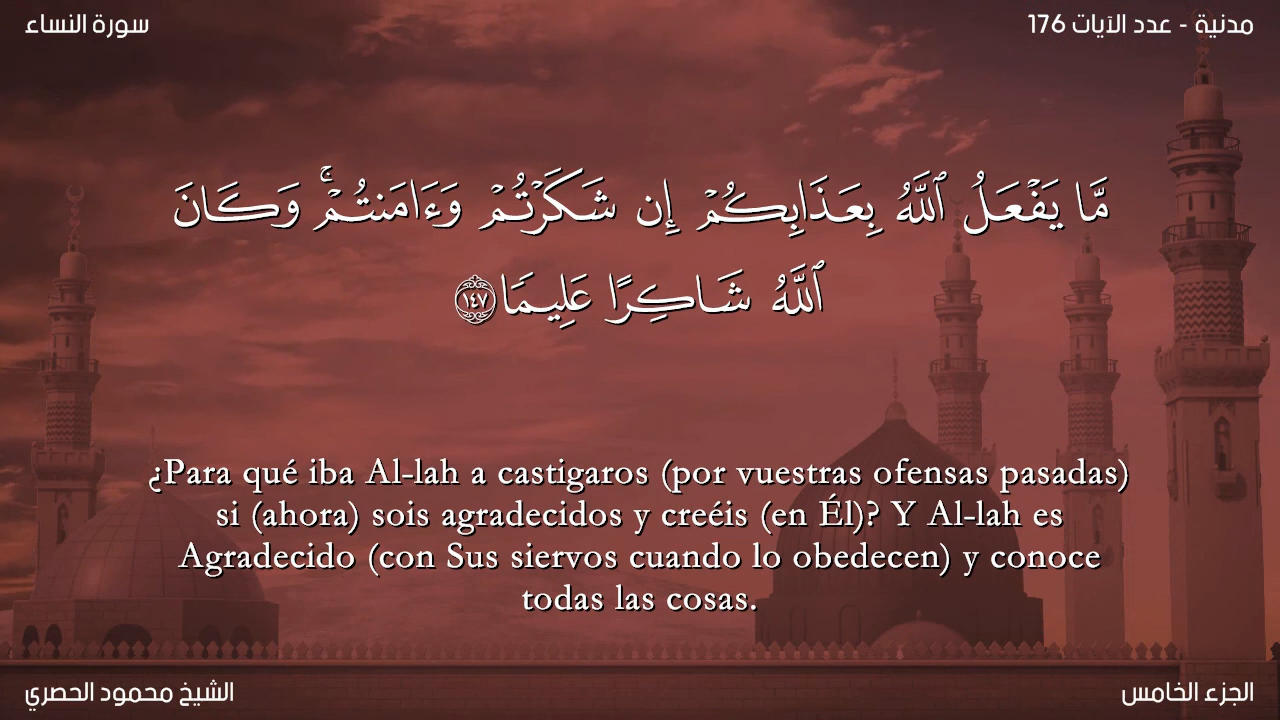 سورة النساء
مدنية - عدد الآيات 176
مَّا يَفْعَلُ ٱللَّهُ بِعَذَابِكُمْ إِن شَكَرْتُمْ وَءَامَنتُمْ ۚ وَكَانَ
ٱللَّهُ شَاكِرًا عَلِيمًا ١٤٧
¿Para qué iba Al-lah a castigaros (por vuestras ofensas pasadas)
si (ahora) sois agradecidos y creéis (en Él)? Y Al-lah es
Agradecido (con Sus siervos cuando lo obedecen) y conoce
todas las cosas.
الشيخ محمود الحصري
الجزء الخامس